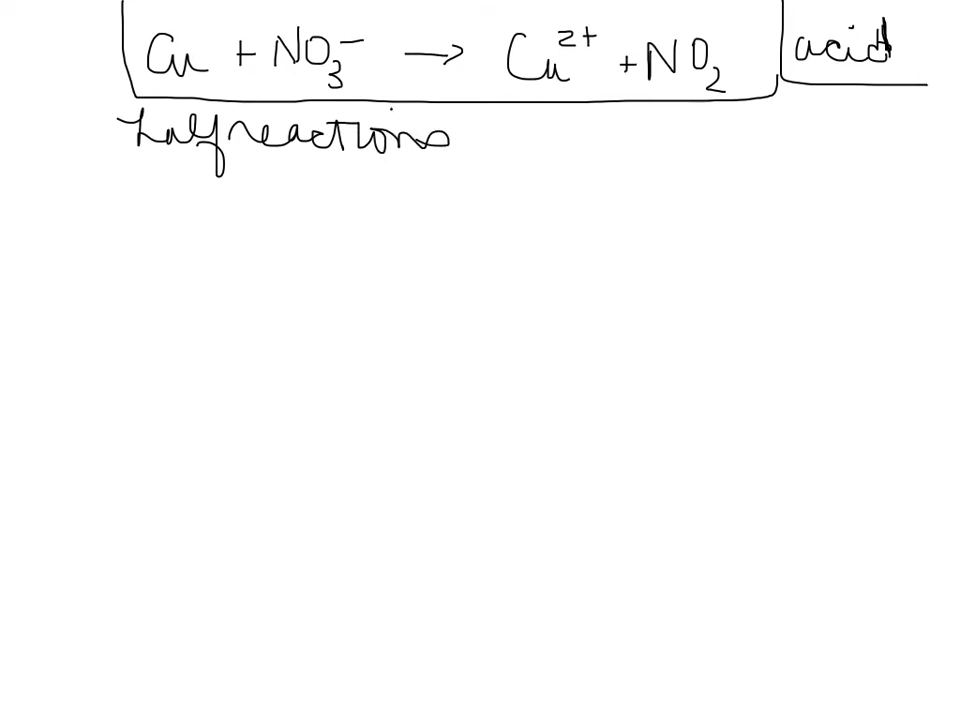 Cu + NO₃⁻ → Cu²⁺ + NO₂ acid
half reactions